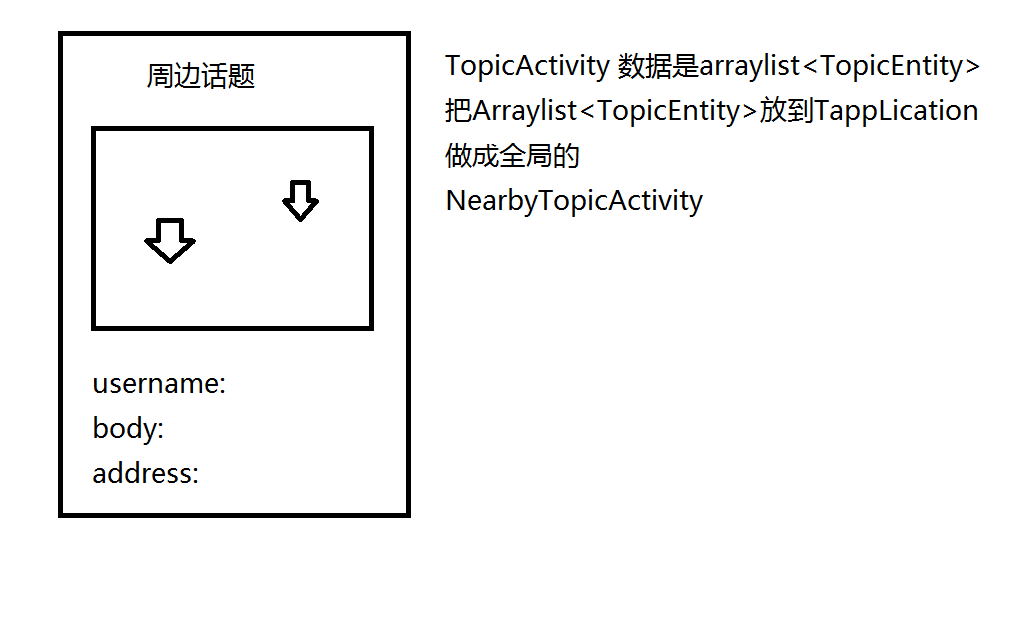 周边话题
username:
body:
address:
TopicActivity 数据是arraylist<TopicEntity>
把Arraylist<TopicEntity>放到TappLication
做成全局的
NearbyTopicActivity